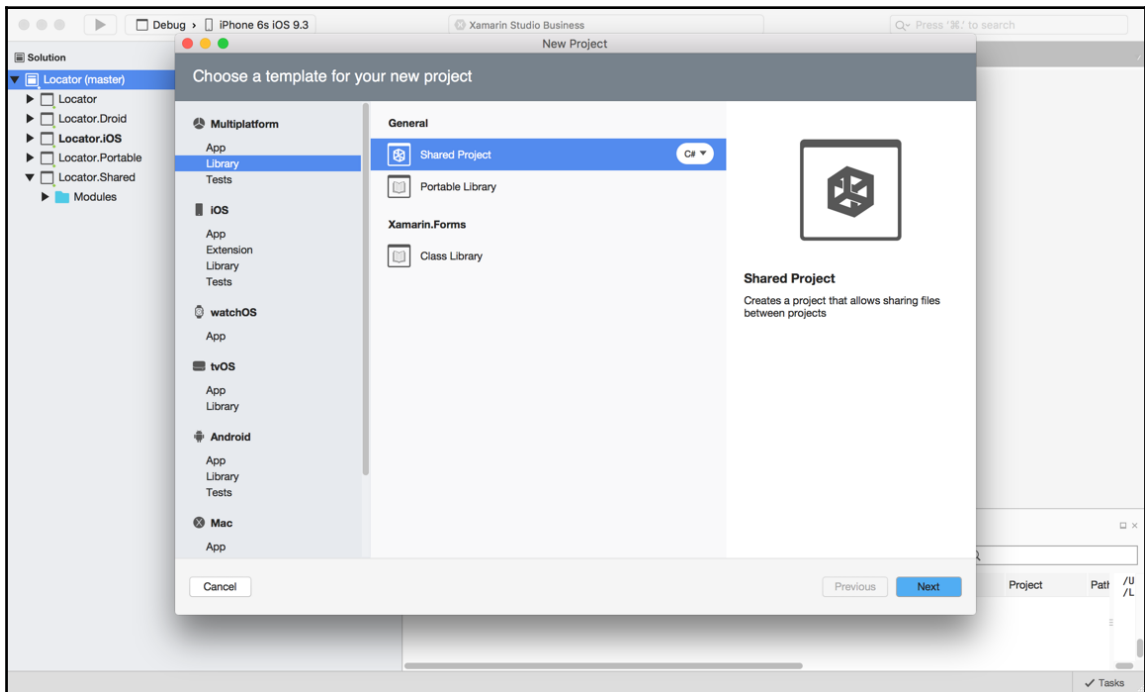 Debug › iPhone 6s iOS 9.3
Xamarin Studio Business
Press '⌘.' to search
Solution
Locator (master)
Locator
Locator.Droid
Locator.iOS
Locator.Portable
Locator.Shared
Modules
New Project
Choose a template for your new project
Multiplatform
App
Library
Tests
iOS
App
Extension
Library
Tests
watchOS
App
tvOS
App
Library
Android
App
Library
Tests
Mac
App
General
Shared Project
C#
Portable Library
Xamarin.Forms
Class Library
Shared Project
Creates a project that allows sharing files
between projects
Cancel
Previous
Next
Project
Path
/U
/L
Tasks